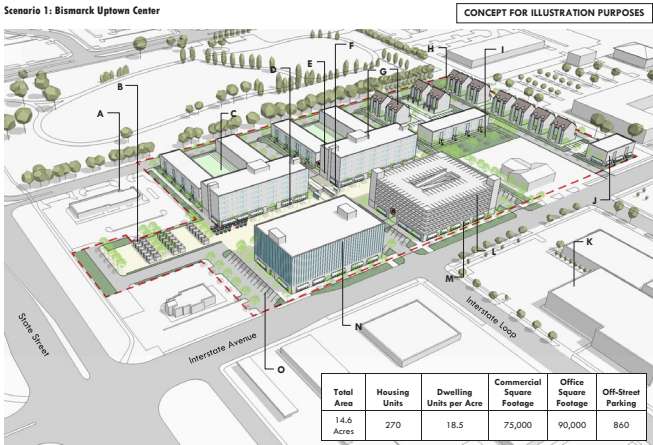 Scenario 1: Bismarck Uptown Center
CONCEPT FOR ILLUSTRATION PURPOSES
F
H
I
E
D
G
B
A
C
J
K
L
M
N
O
State Street
Interstate Avenue
Interstate Loop
Total Area
Housing Units
Dwelling Units per Acre
Commercial Square Footage
Office Square Footage
Off-Street Parking
14.6 Acres
270
18.5
75,000
90,000
860